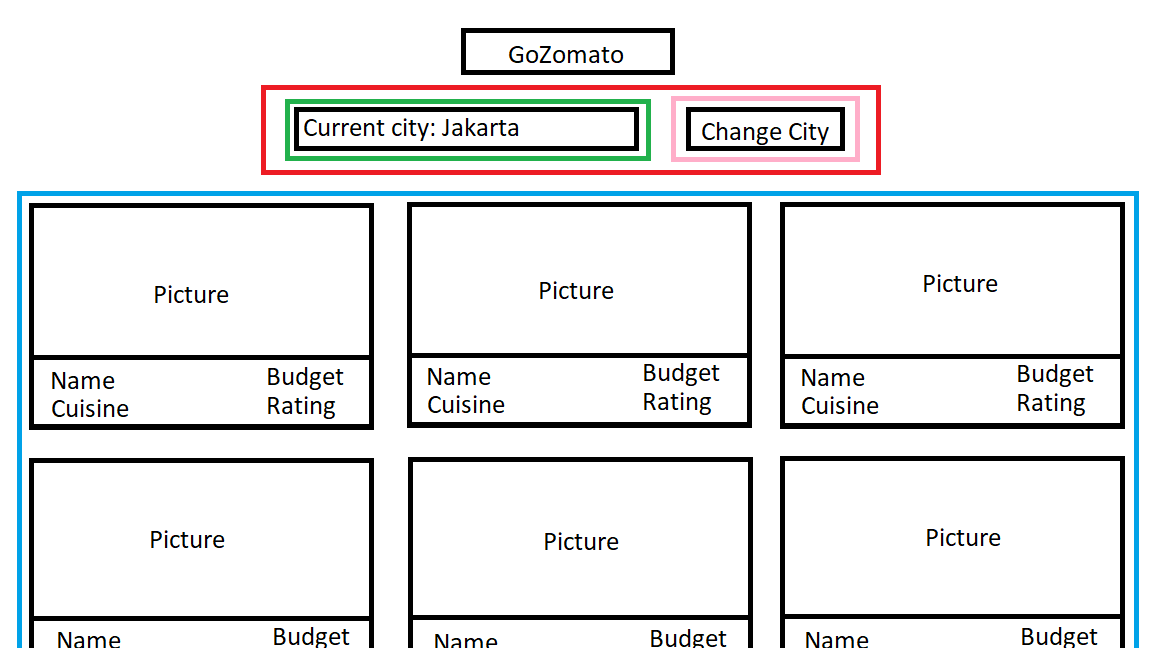 GoZomato
Current city: Jakarta
Change City
Picture
Picture
Picture
Name
Budget
Cuisine
Rating
Name
Budget
Cuisine
Rating
Name
Budget
Cuisine
Rating
Picture
Picture
Picture
Name
Budget
Name
Budget
Name
Budget